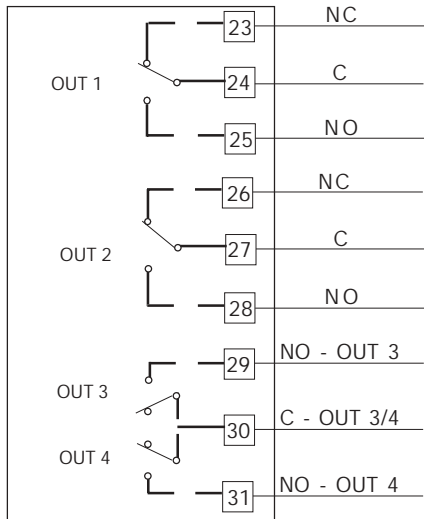 23 NC
OUT 1 24 C
25 NO
26 NC
OUT 2 27 C
28 NO
29 NO - OUT 3
OUT 3
30 C - OUT 3/4
OUT 4
31 NO - OUT 4